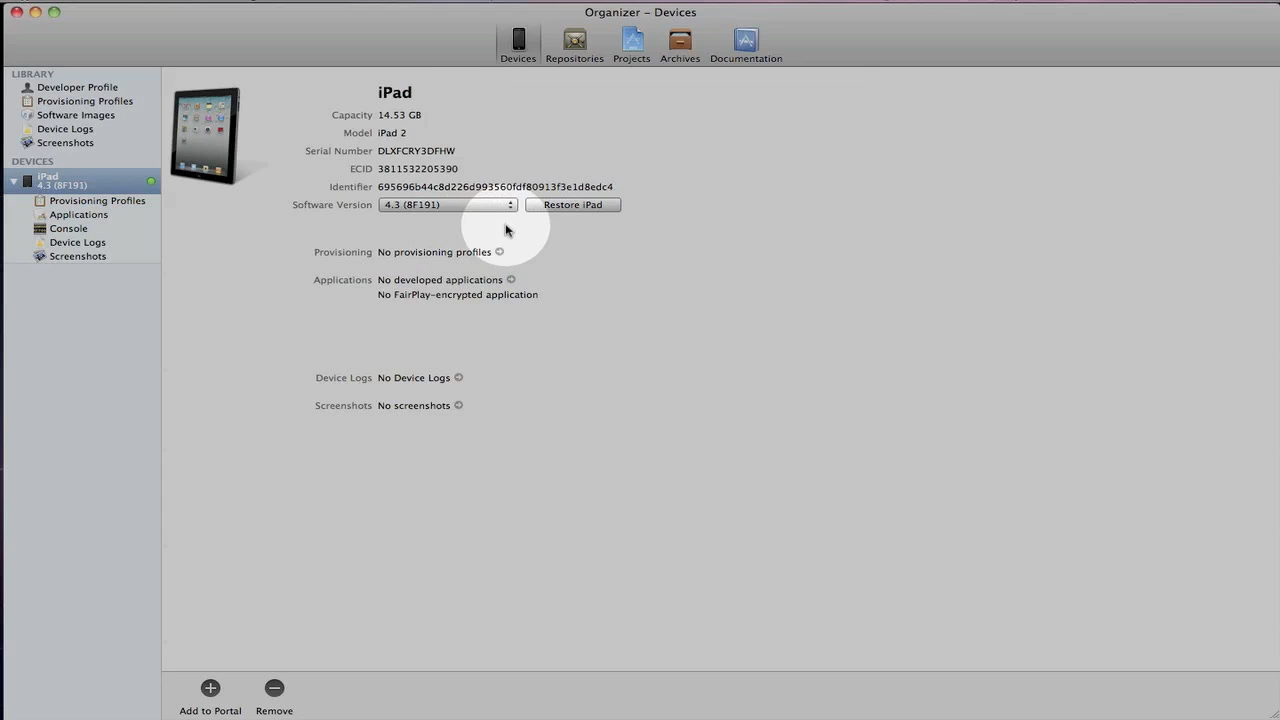 Organizer – Devices
Devices
Repositories
Projects
Archives
Documentation
LIBRARY
Developer Profile
Provisioning Profiles
Software Images
Device Logs
Screenshots
DEVICES
iPad
4.3 (8F191)
Provisioning Profiles
Applications
Console
Device Logs
Screenshots
iPad
Capacity 14.53 GB
Model iPad 2
Serial Number DLXFCRY3DFHW
ECID 3811532205390
Identifier 695696b44c8d226d993560fdf80913f3e1d8edc4
Software Version 4.3 (8F191) Restore iPad
Provisioning No provisioning profiles
Applications No developed applications
No FairPlay-encrypted application
Device Logs No Device Logs
Screenshots No screenshots
Add to Portal
Remove